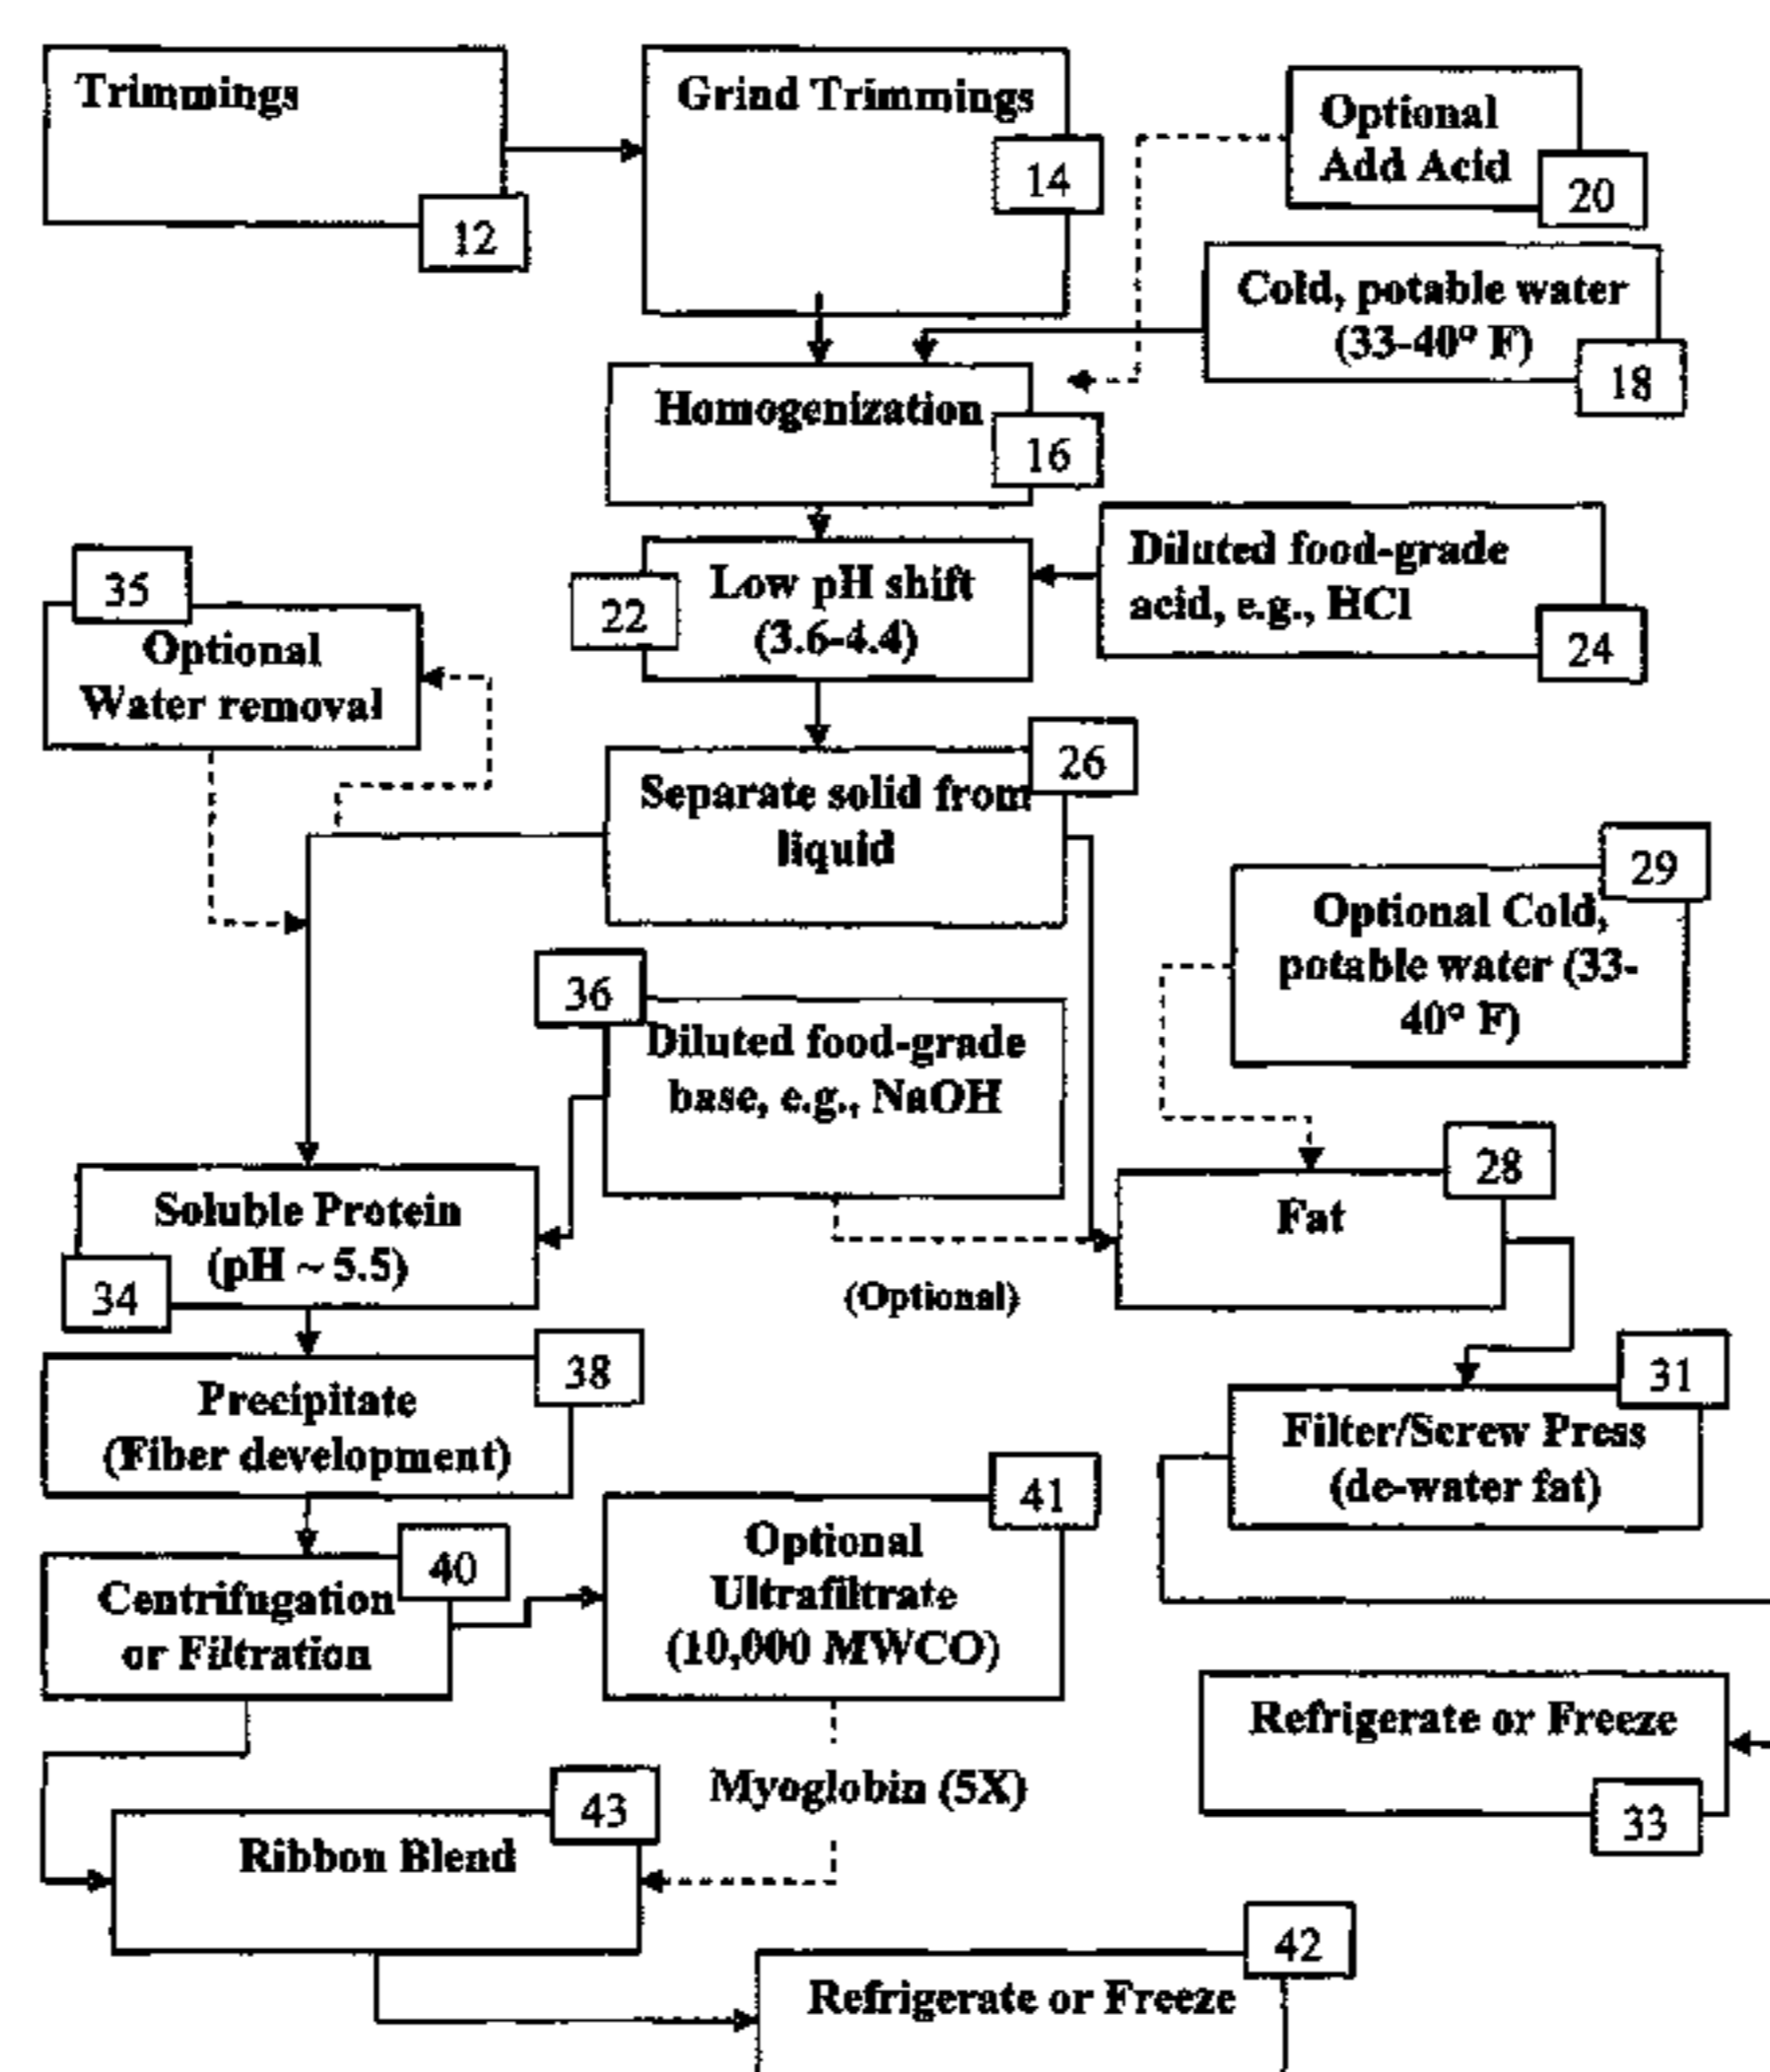 Trimmings
12
Grind Trimmings
14
Optional
Add Acid
20
Cold, potable water
(33-40° F)
18
Homogenization
16
Low pH shift
(3.6-4.4)
22
Diluted food-grade
acid, e.g., HCl
24
35
Optional
Water removal
26
Separate solid from
liquid
29
Optional Cold,
potable water (33-
40° F)
36
Diluted food-grade
base, e.g., NaOH
28
Fat
Soluble Protein
(pH ~ 5.5)
34
(Optional)
38
Precipitate
(Fiber development)
31
Filter/Screw Press
(de-water fat)
40
Centrifugation
or Filtration
41
Optional
Ultrafiltrate
(10,000 MWCO)
Refrigerate or Freeze
33
Myoglobin (5X)
43
Ribbon Blend
42
Refrigerate or Freeze